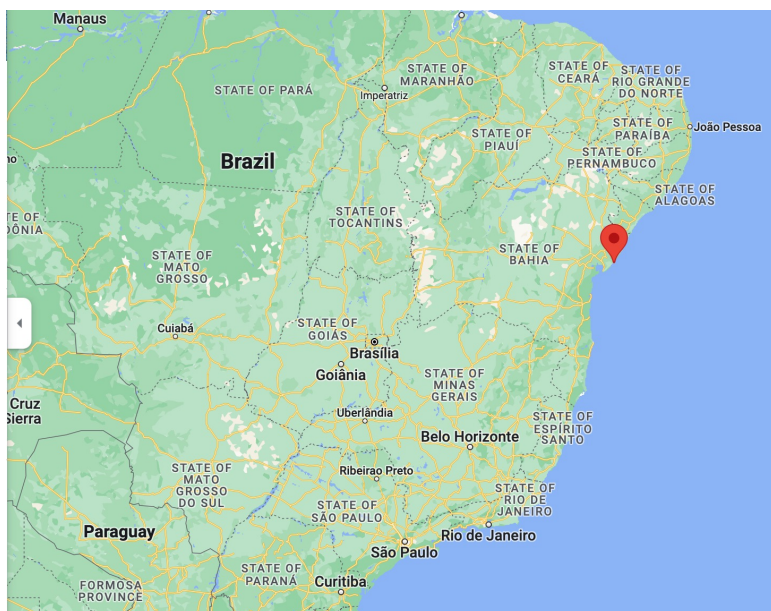 Manaus
STATE OF
MARANHÃO
STATE OF
CEARÁ
STATE OF
RIO GRANDE
DO NORTE
STATE OF PARÁ
Imperatriz
STATE OF
PARAÍBA
João Pessoa
STATE OF
PIAUÍ
STATE OF
PERNAMBUCO
Brazil
STATE OF
ALAGOAS
TE OF
DÔNIA
STATE OF
TOCANTINS
STATE OF
MATO
GROSSO
STATE OF
BAHIA
Cuiabá
STATE OF
GOIÁS
Brasília
Goiânia
STATE OF
MINAS
GERAIS
Cruz
Sierra
Uberlândia
STATE OF
ESPÍRITO
SANTO
Belo Horizonte
STATE OF
MATO
GROSSO
DO SUL
Ribeirao Preto
STATE OF
RIO DE
JANEIRO
STATE OF
SÃO PAULO
Paraguay
Rio de Janeiro
São Paulo
STATE OF
PARANÁ
Curitiba
FORMOSA
PROVINCE